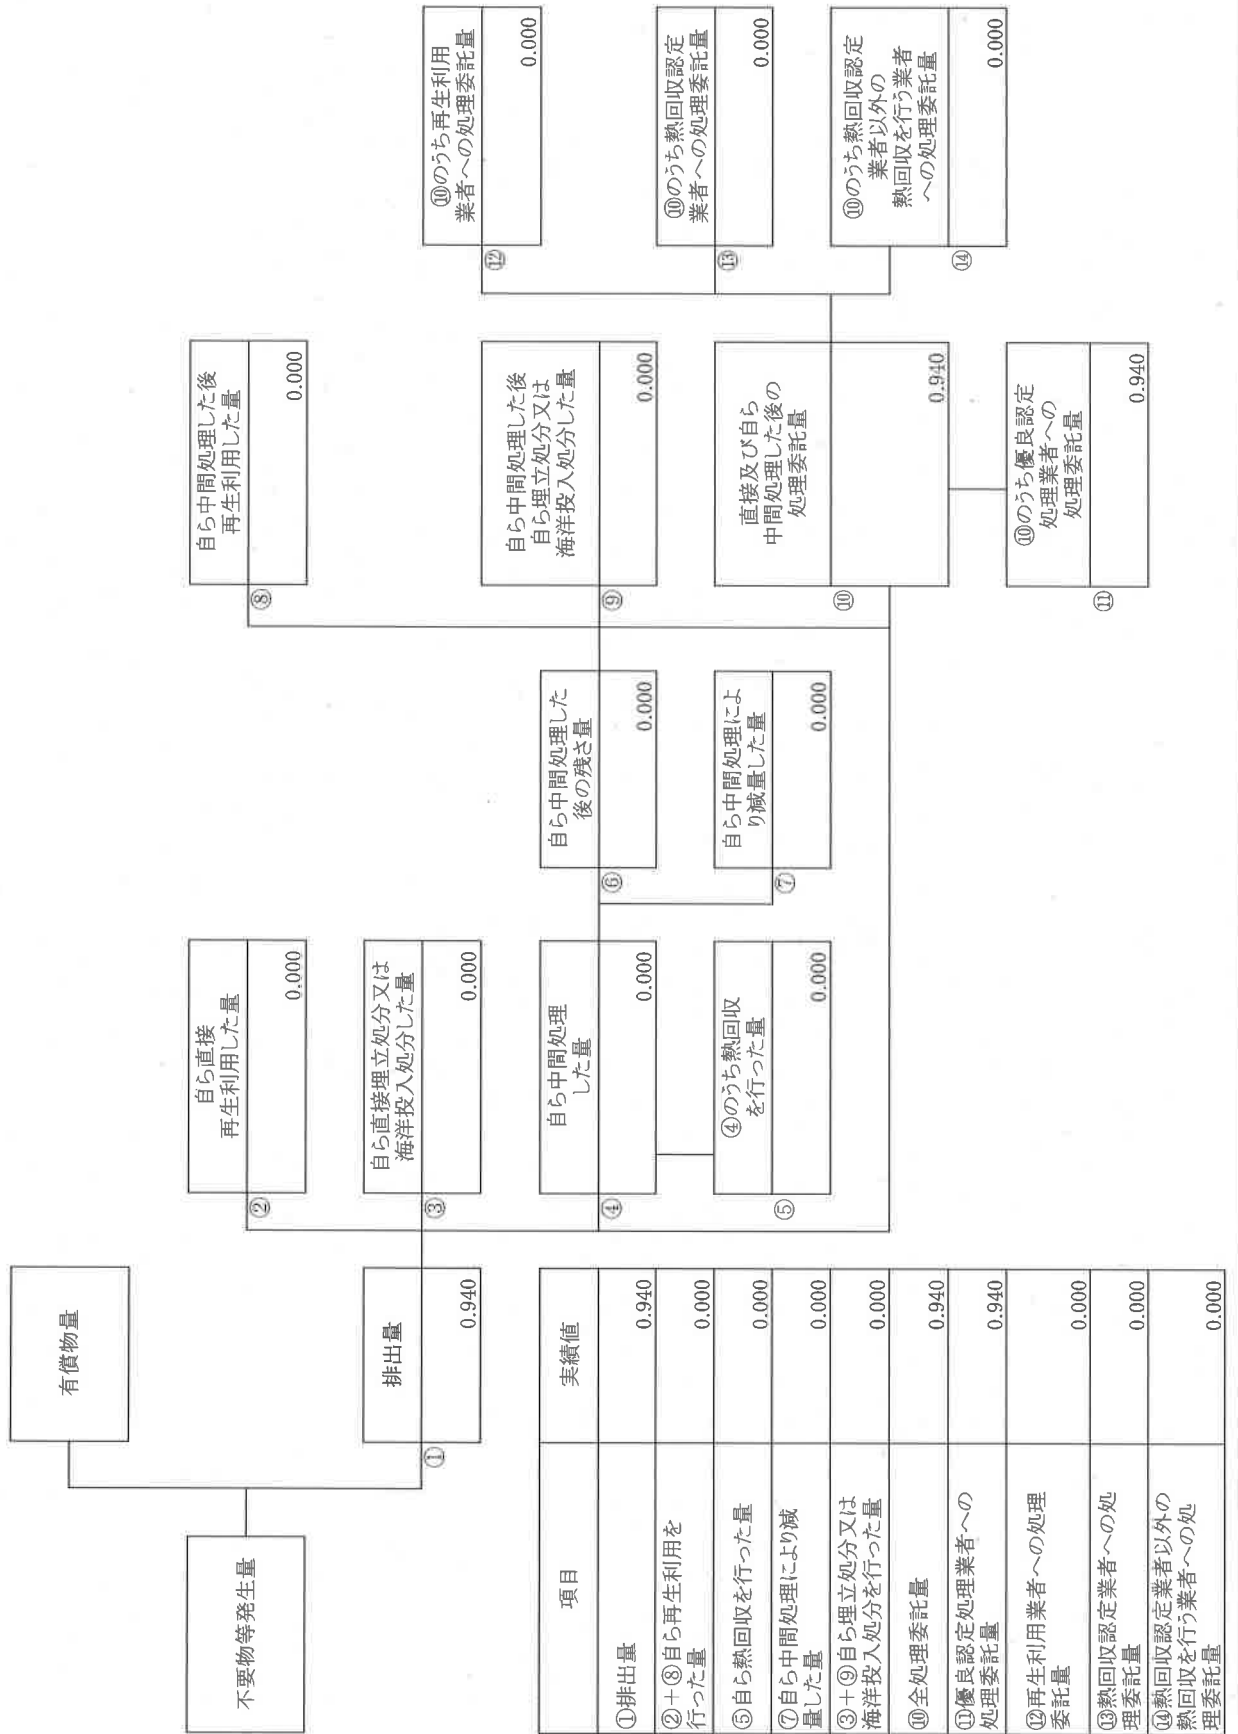 不要物等発生量
有償物量
排出量
①
0.940
自ら直接
再生利用した量
②
0.000
自ら直接埋立処分又は
海洋投入処分した量
③
0.000
自ら中間処理
した量
④
0.000
④のうち熱回収
を行った量
⑤
0.000
自ら中間処理した
後の残さ量
⑥
0.000
自ら中間処理によ
り減量した量
⑦
0.000
自ら中間処理した後
再生利用した量
⑧
0.000
自ら中間処理した後
自ら埋立処分又は
海洋投入処分した量
⑨
0.000
直接及び自ら
中間処理した後の
処理委託量
⑩
0.940
⑩のうち優良認定
処理業者への
処理委託量
⑪
0.940
⑩のうち再生利用
業者への処理委託量
⑫
0.000
⑩のうち熱回収認定
業者への処理委託量
⑬
0.000
⑩のうち熱回収認定
業者以外の
熱回収を行う業者
への処理委託量
⑭
0.000
項目 実績値
①排出量 0.940
②+⑧自ら再生利用を
行った量 0.000
⑤自ら熱回収を行った量 0.000
⑦自ら中間処理により減
量した量 0.000
③+⑨自ら埋立処分又は
海洋投入処分を行った量 0.000
⑩全処理委託量 0.940
⑪優良認定処理業者への
処理委託量 0.940
⑫再生利用業者への処理
委託量 0.000
⑬熱回収認定業者への処
理委託量 0.000
⑭熱回収認定業者以外の
熱回収を行う業者への処
理委託量 0.000